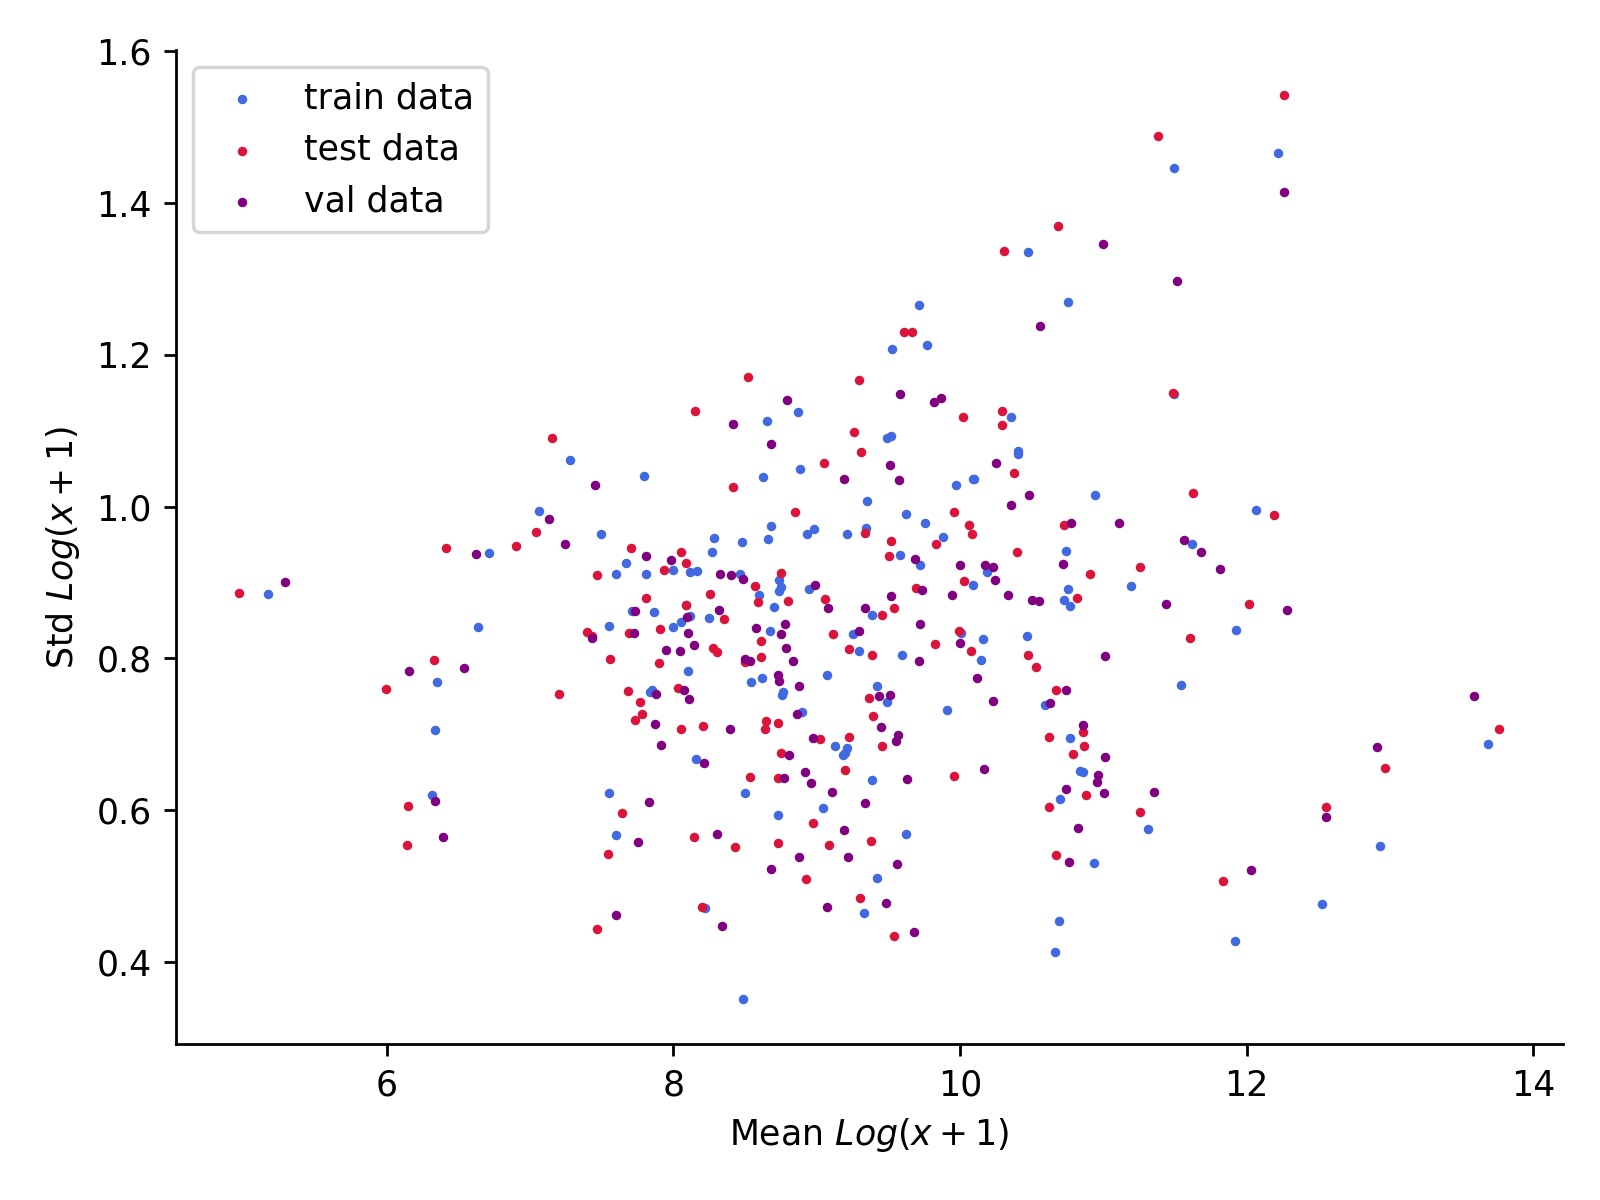 1.6
train data
test data
val data
1.4
1.2
1.0
0.8
0.6
0.4
Std Log(x + 1)
6 8 10 12 14
Mean Log(x + 1)